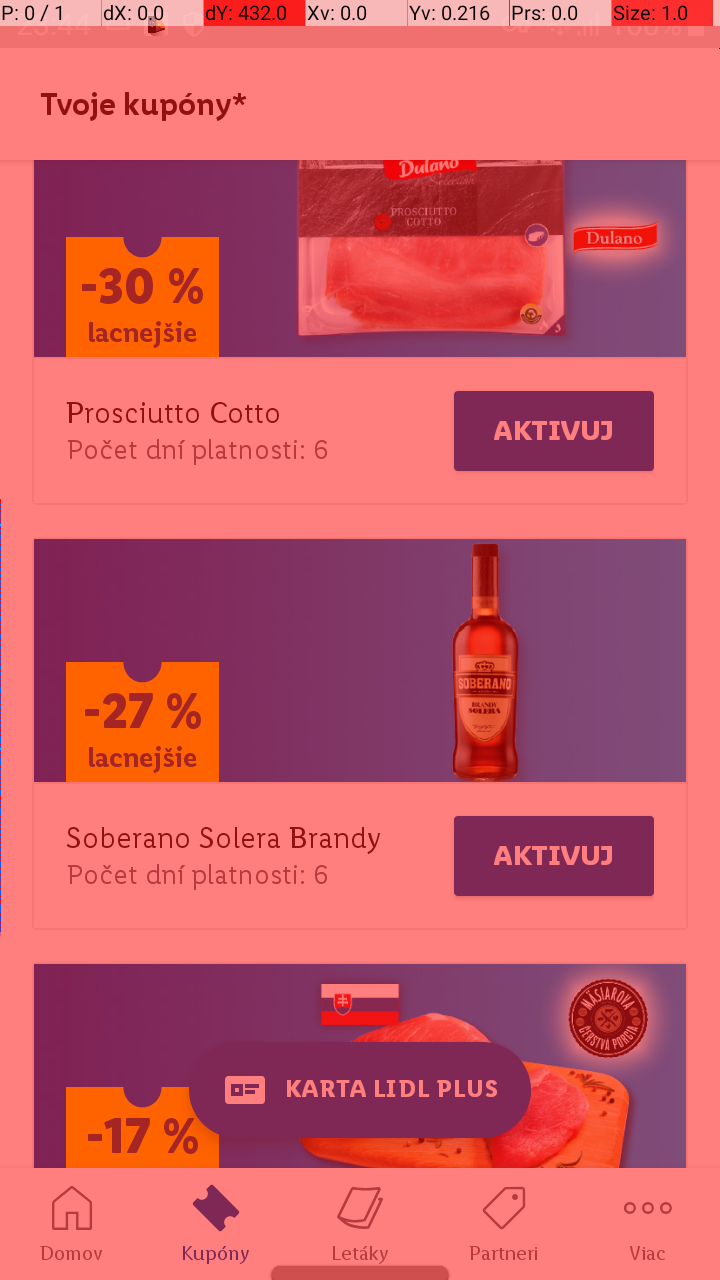 P: 0 / 1 dX: 0.0 dY: 432.0 Xv: 0.0 Yv: 0.216 Prs: 0.0 Size: 1.0
Tvoje kupóny*
Dulano
Selection
PROSCIUTTO
COTTO
Dulano
-30 %
lacnejšie
Prosciutto Cotto
Počet dní platnosti: 6
AKTIVUJ
SOBERANO
BRANDY
SOLERA
-27 %
lacnejšie
Soberano Solera Brandy
Počet dní platnosti: 6
AKTIVUJ
MÄSIAROVA
ČERSTVÁ PORCIA
-17 %
KARTA LIDL PLUS
Domov Kupóny Letáky Partneri Viac